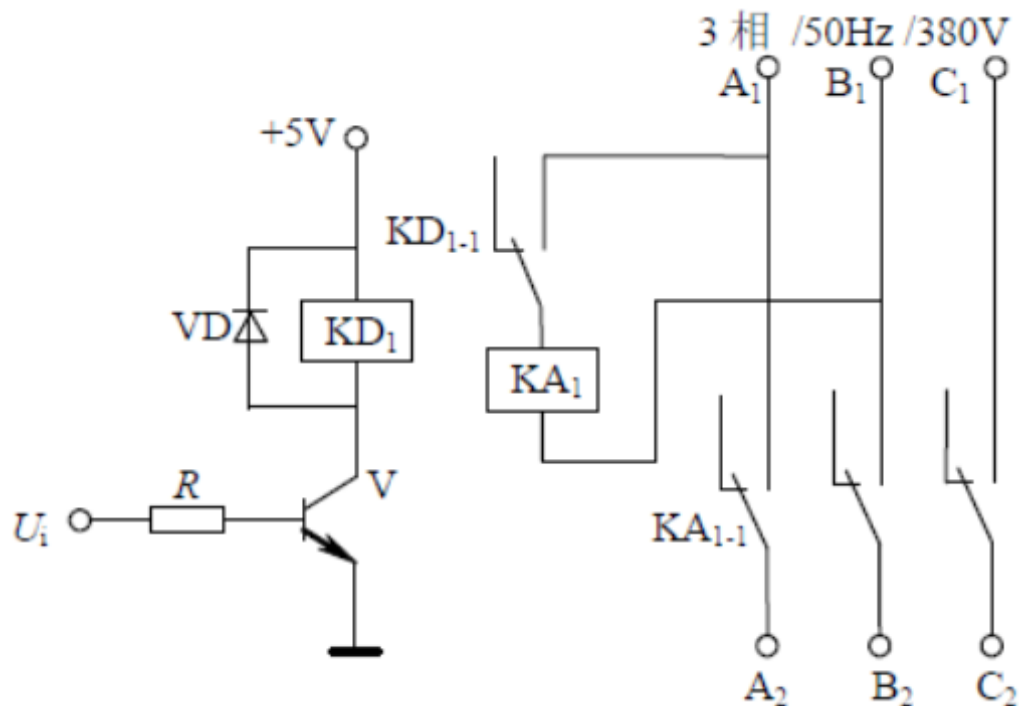 3 相 /50Hz /380V
A₁ B₁ C₁
+5V
KD₁₋₁
VD KD₁
KA₁
R V
Uᵢ KA₁₋₁
A₂ B₂ C₂